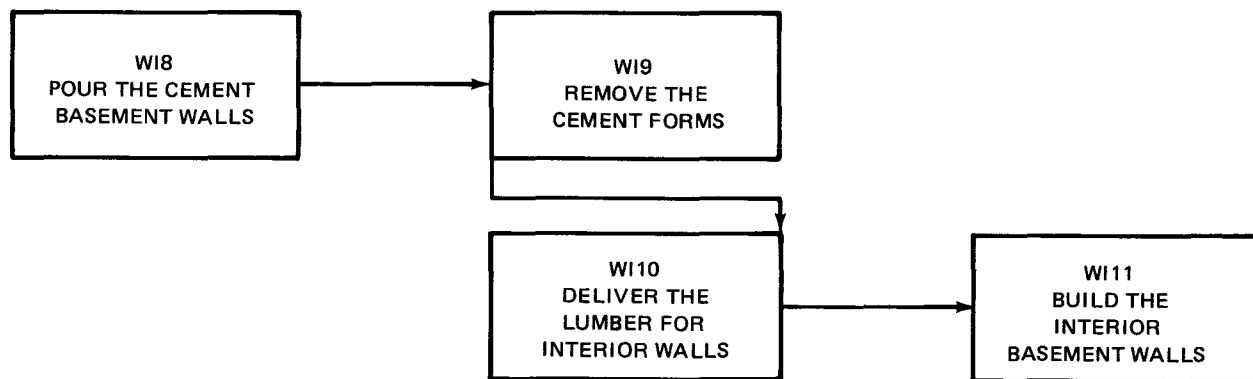 WI8
POUR THE CEMENT
BASEMENT WALLS
WI9
REMOVE THE
CEMENT FORMS
WI10
DELIVER THE
LUMBER FOR
INTERIOR WALLS
WI11
BUILD THE
INTERIOR
BASEMENT WALLS